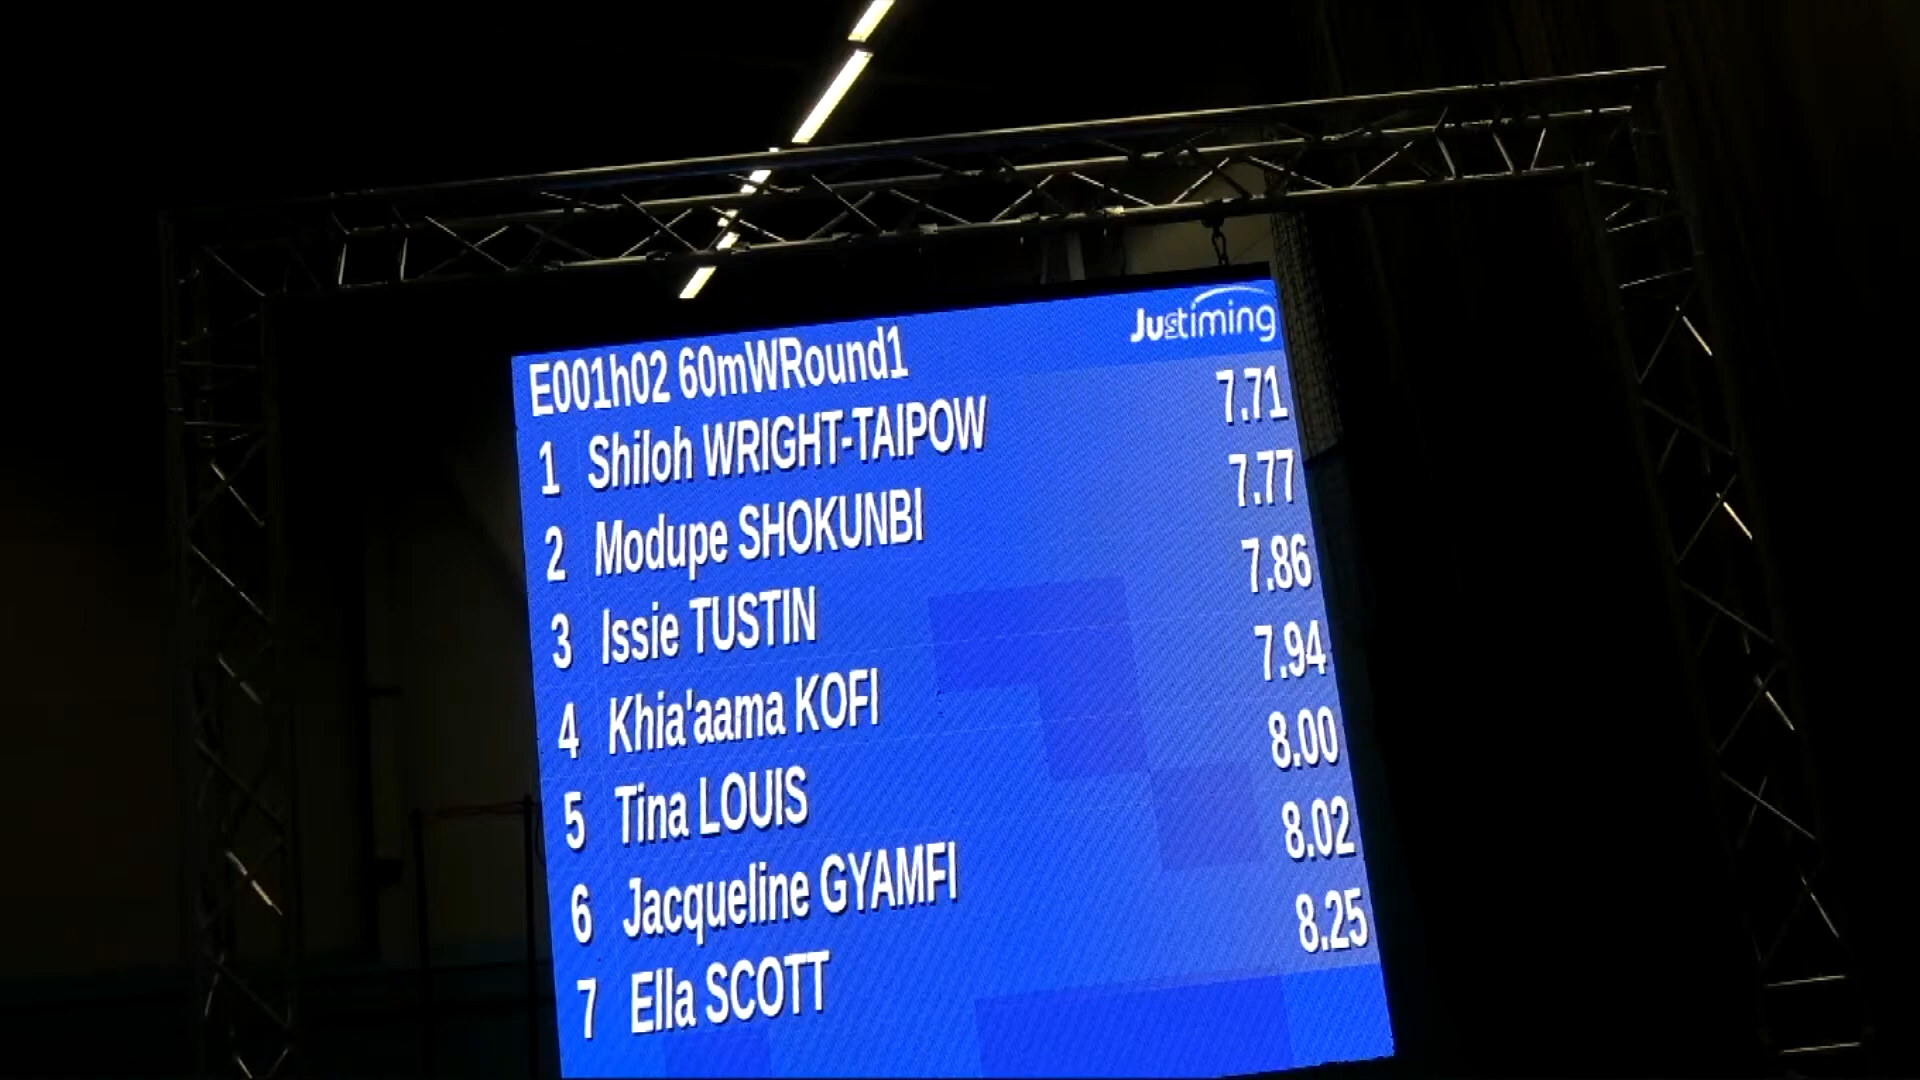 Justiming
E001h02 60mWRound1
1 Shiloh WRIGHT-TAIPOW 7.71
2 Modupe SHOKUNBI 7.77
3 Issie TUSTIN 7.86
4 Khia'aama KOFI 7.94
5 Tina LOUIS 8.00
6 Jacqueline GYAMFI 8.02
7 Ella SCOTT 8.25